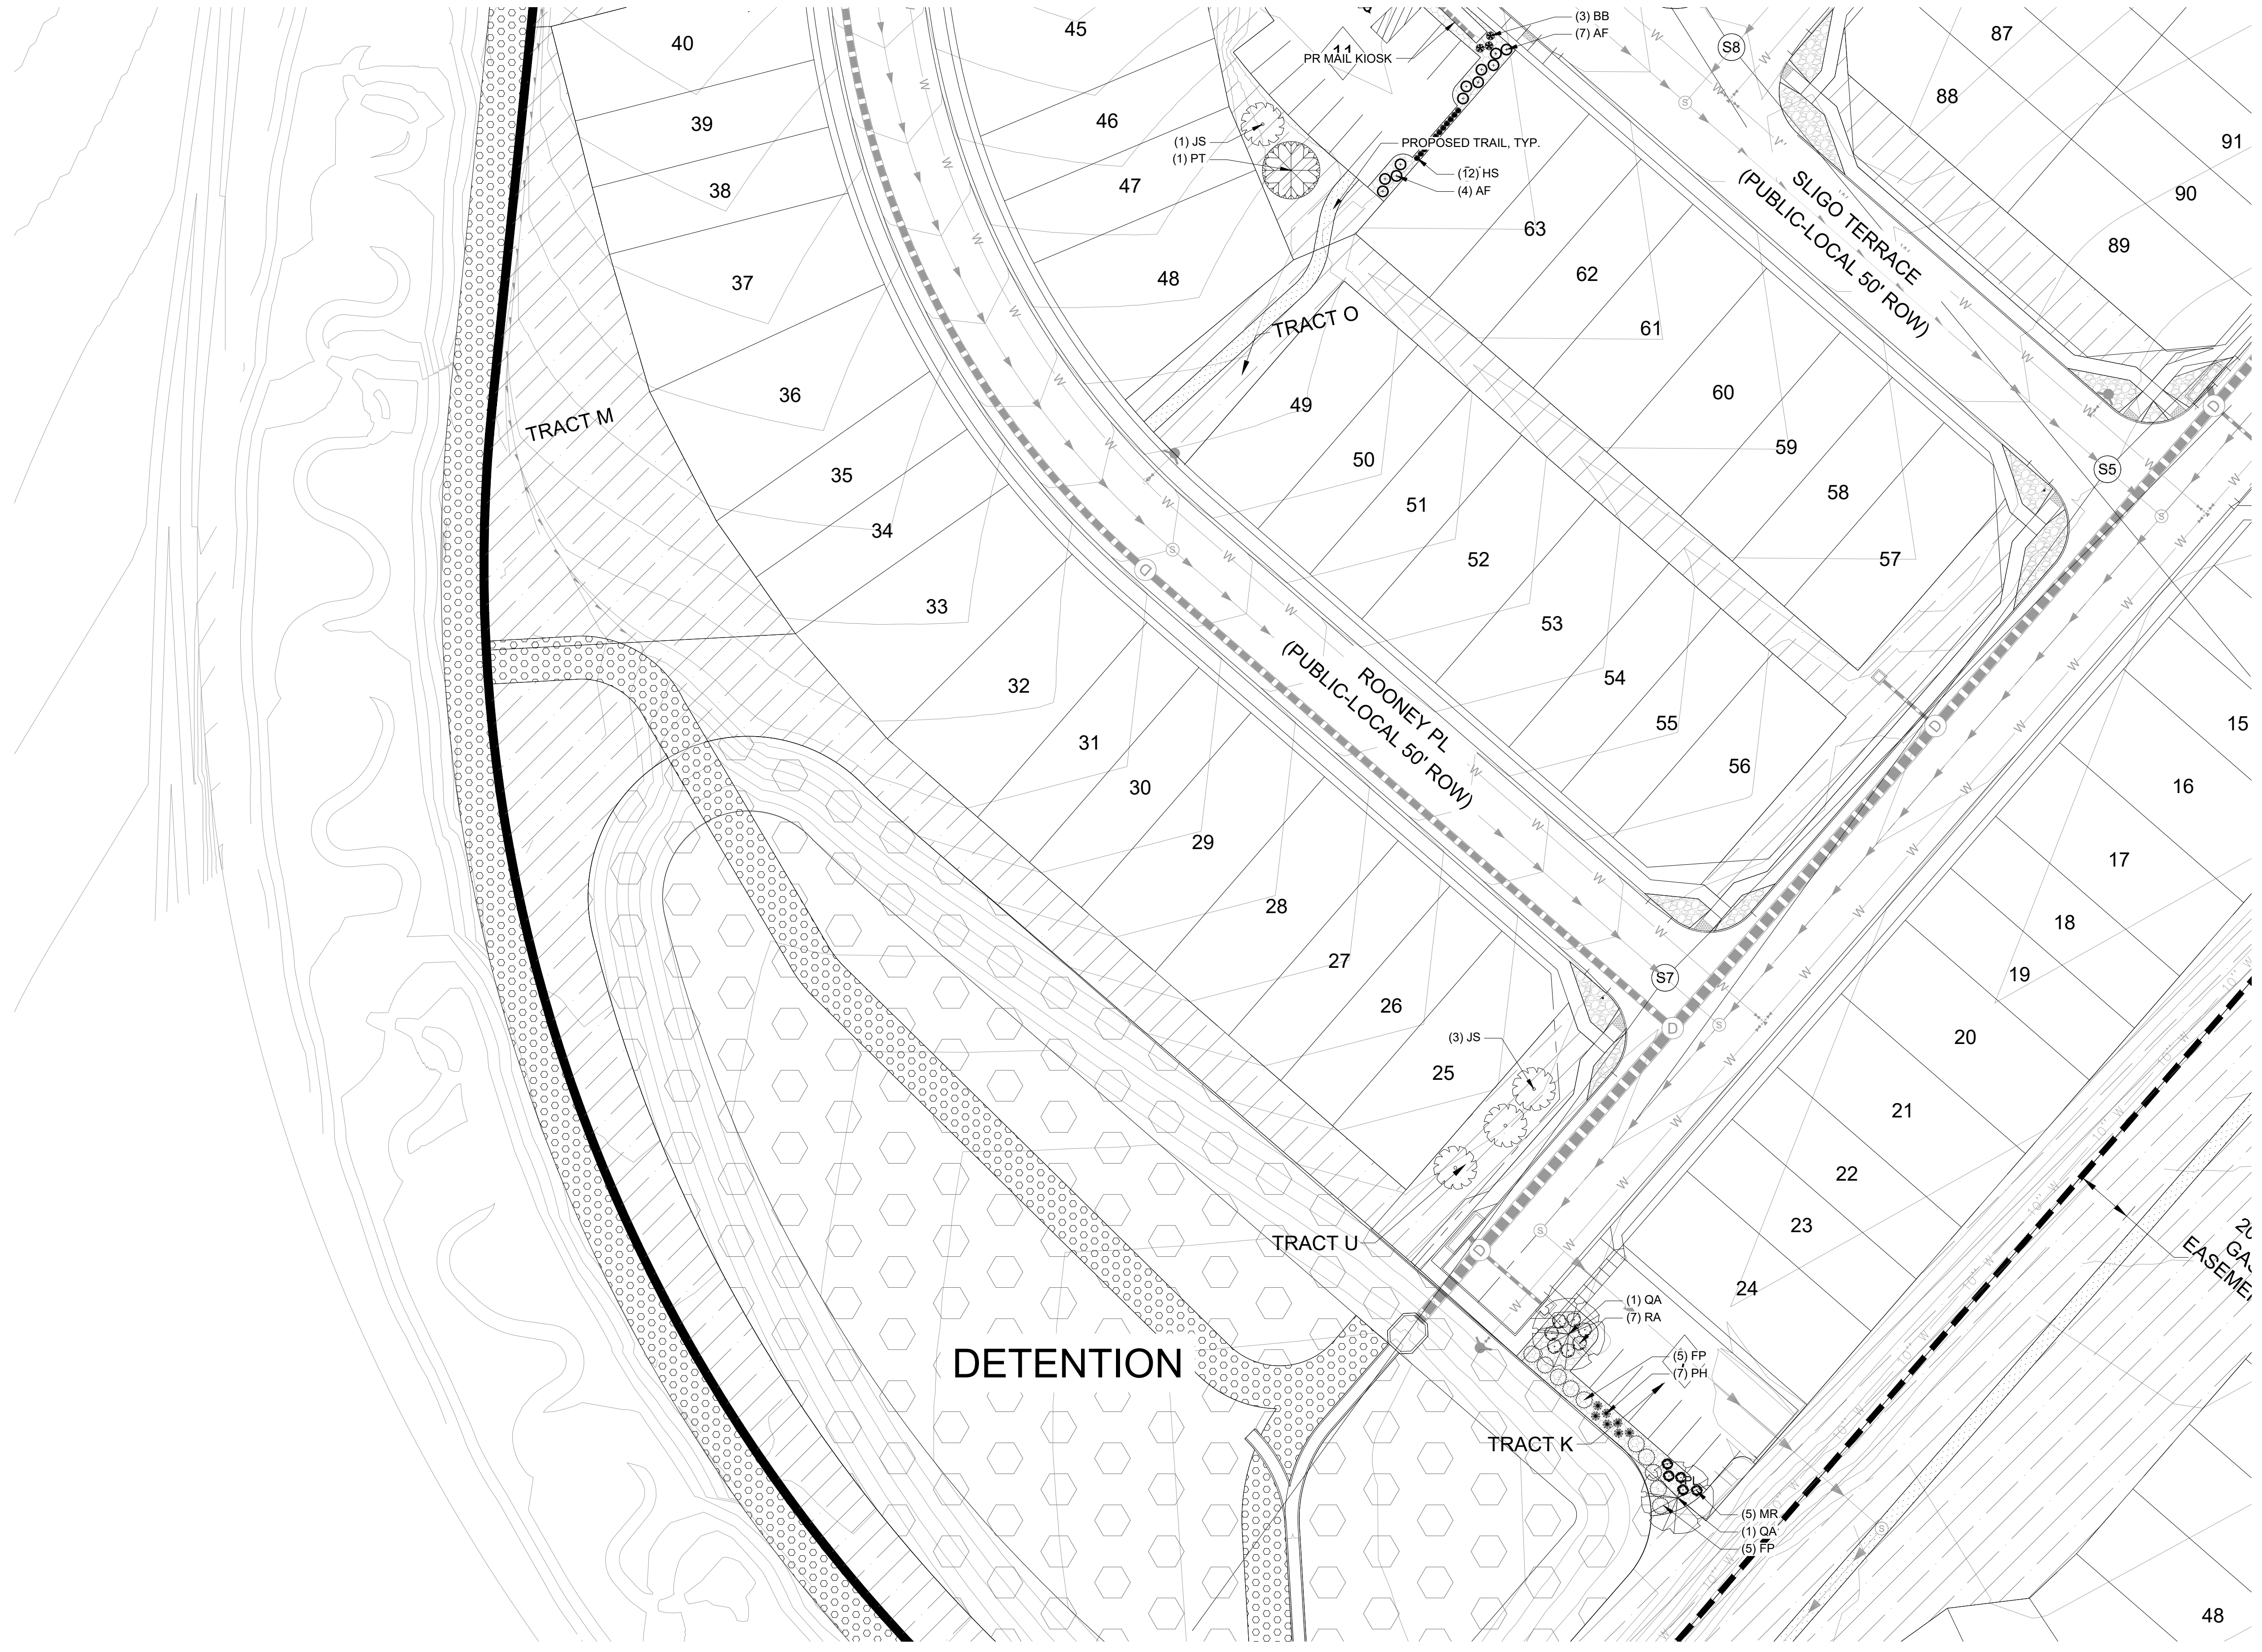 40
39
38
37
36
35
34
33
32
31
30
29
28
27
26
25
TRACT M
45
46
47
48
49
50
51
52
53
54
55
56
57
58
59
60
61
62
63
11
PR MAIL KIOSK
(3) BB
(7) AF
(1) JS
(1) PT
PROPOSED TRAIL, TYP.
(12) HS
(4) AF
TRACT O
S8
SLIGO TERRACE
(PUBLIC-LOCAL 50' ROW)
87
88
91
90
89
S5
D
S
ROONEY PL
(PUBLIC-LOCAL 50' ROW)
S7
D
S
(3) JS
15
16
17
18
19
20
21
22
23
24
TRACT U
DETENTION
(1) QA
(7) RA
(5) FP
(7) PH
TRACT K
(5) MR
(1) QA
(5) FP
10" W
48